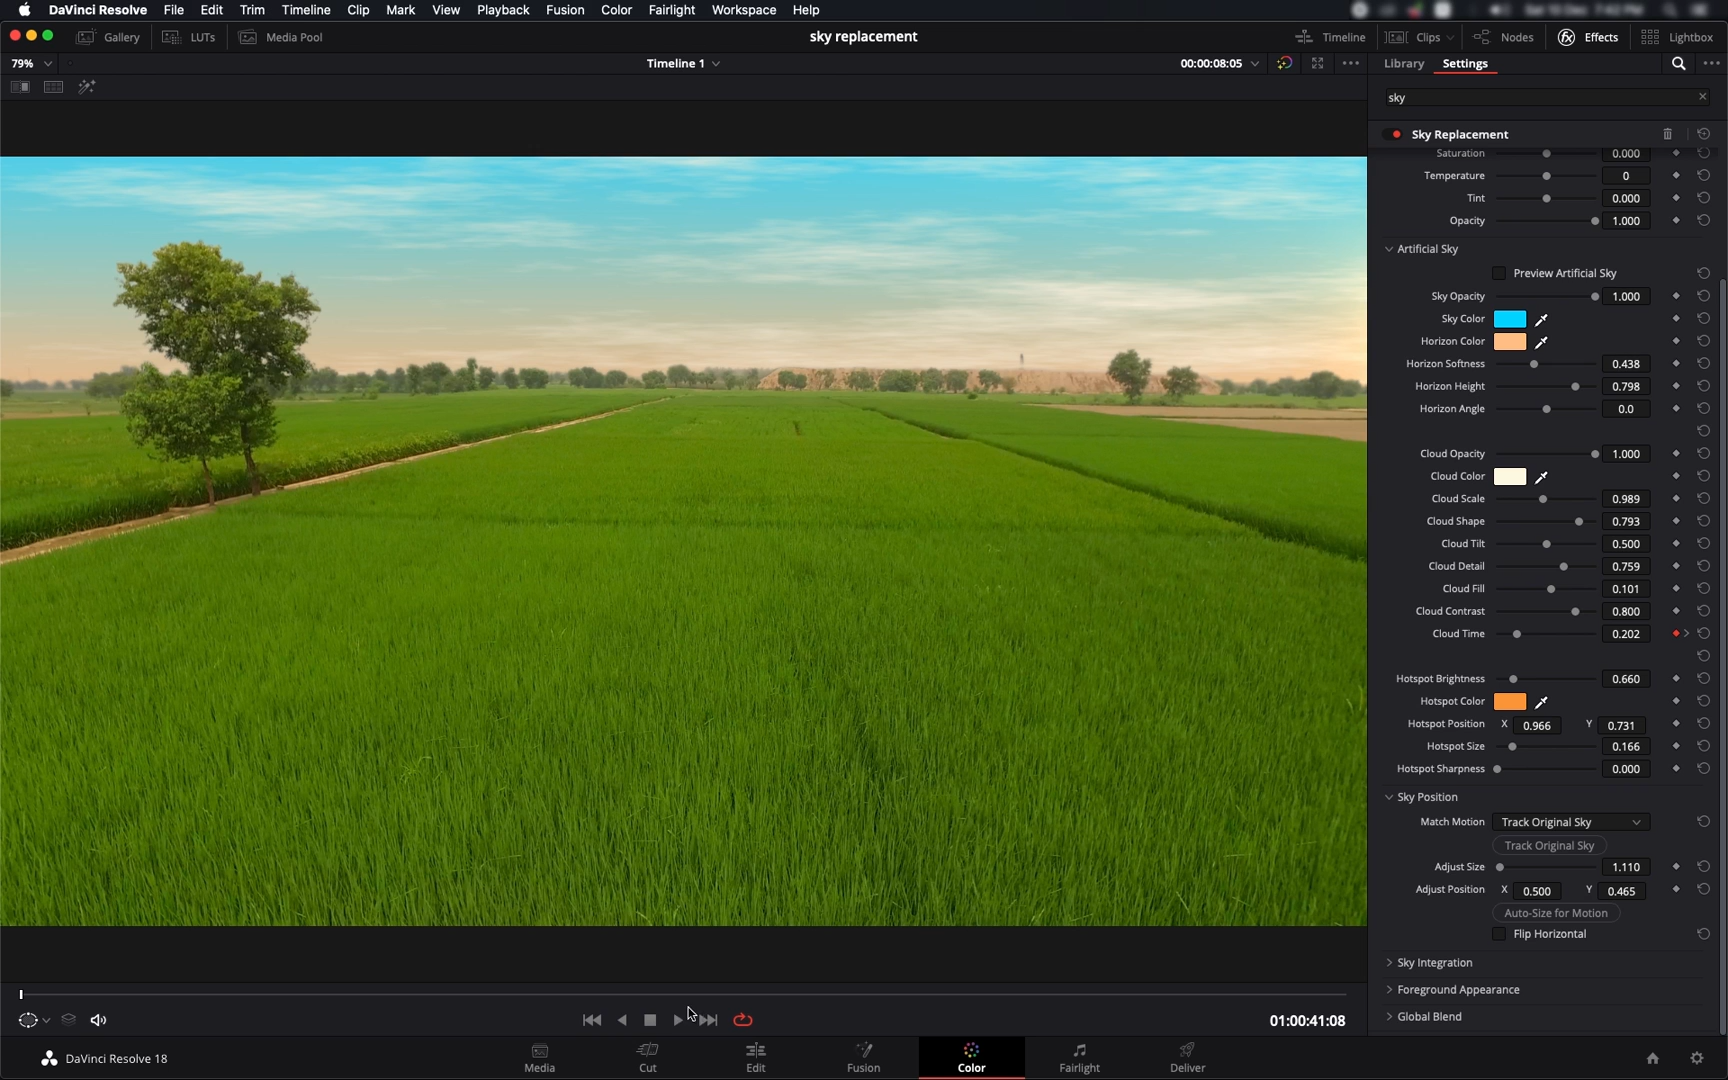 DaVinci Resolve File Edit Trim Timeline Clip Mark View Playback Fusion Color Fairlight Workspace Help
Gallery LUTs Media Pool sky replacement Timeline Clips Nodes Effects Lightbox
79% Timeline 1 00:00:08:05 Library Settings
sky
Sky Replacement
Saturation 0.000
Temperature 0
Tint 0.000
Opacity 1.000
Artificial Sky
Preview Artificial Sky
Sky Opacity 1.000
Sky Color
Horizon Color
Horizon Softness 0.438
Horizon Height 0.798
Horizon Angle 0.0
Cloud Opacity 1.000
Cloud Color
Cloud Scale 0.989
Cloud Shape 0.793
Cloud Tilt 0.500
Cloud Detail 0.759
Cloud Fill 0.101
Cloud Contrast 0.800
Cloud Time 0.202
Hotspot Brightness 0.660
Hotspot Color
Hotspot Position X 0.966 Y 0.731
Hotspot Size 0.166
Hotspot Sharpness 0.000
Sky Position
Match Motion Track Original Sky
Track Original Sky
Adjust Size 1.110
Adjust Position X 0.500 Y 0.465
Auto-Size for Motion
Flip Horizontal
Sky Integration
Foreground Appearance
Global Blend
01:00:41:08
DaVinci Resolve 18 Media Cut Edit Fusion Color Fairlight Deliver